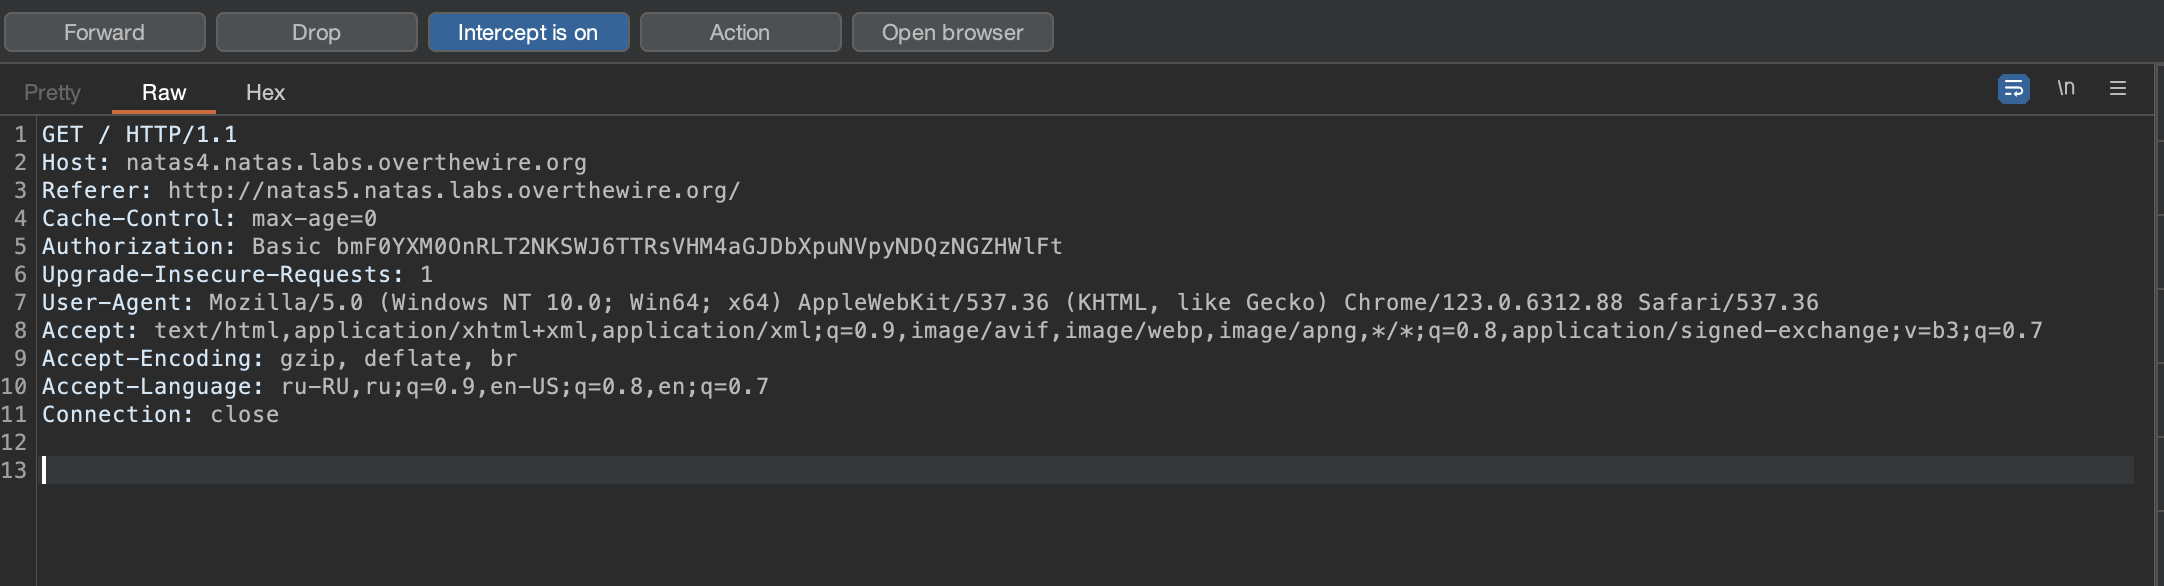 Forward Drop Intercept is on Action Open browser
Pretty Raw Hex \n
1 GET / HTTP/1.1
2 Host: natas4.natas.labs.overthewire.org
3 Referer: http://natas5.natas.labs.overthewire.org/
4 Cache-Control: max-age=0
5 Authorization: Basic bmF0YXM0OnRLT2NKSWJ6TTRsVHM4aGJDbXpuNVpyNDQzNGZHWlFt
6 Upgrade-Insecure-Requests: 1
7 User-Agent: Mozilla/5.0 (Windows NT 10.0; Win64; x64) AppleWebKit/537.36 (KHTML, like Gecko) Chrome/123.0.6312.88 Safari/537.36
8 Accept: text/html,application/xhtml+xml,application/xml;q=0.9,image/avif,image/webp,image/apng,*/*;q=0.8,application/signed-exchange;v=b3;q=0.7
9 Accept-Encoding: gzip, deflate, br
10 Accept-Language: ru-RU,ru;q=0.9,en-US;q=0.8,en;q=0.7
11 Connection: close
12
13